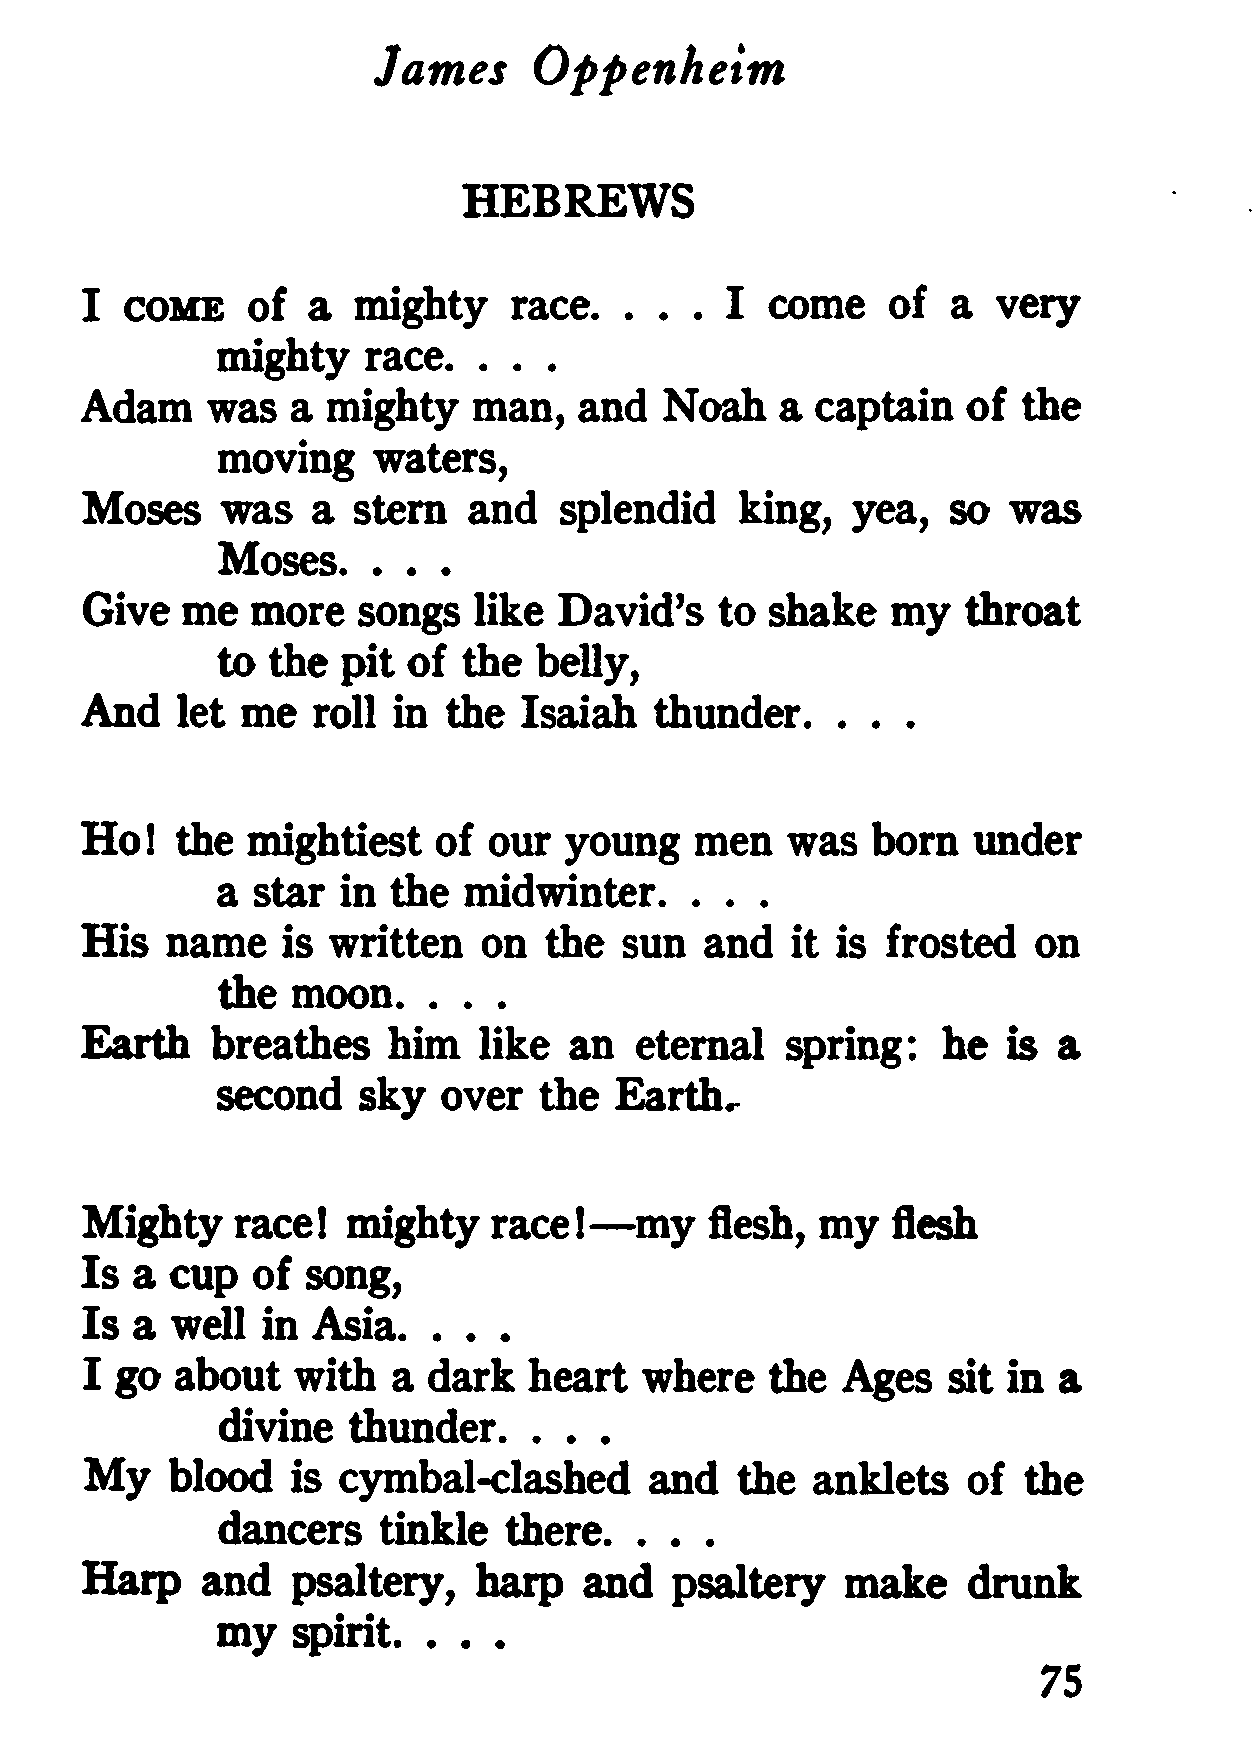 James Oppenheim
HEBREWS
I COME of a mighty race. . . . I come of a very
mighty race. . . .
Adam was a mighty man, and Noah a captain of the
moving waters,
Moses was a stern and splendid king, yea, so was
Moses. . . .
Give me more songs like David's to shake my throat
to the pit of the belly,
And let me roll in the Isaiah thunder. . . .
Ho! the mightiest of our young men was born under
a star in the midwinter. . . .
His name is written on the sun and it is frosted on
the moon. . . .
Earth breathes him like an eternal spring: he is a
second sky over the Earth.
Mighty race! mighty race!—my flesh, my flesh
Is a cup of song,
Is a well in Asia. . . .
I go about with a dark heart where the Ages sit in a
divine thunder. . . .
My blood is cymbal-clashed and the anklets of the
dancers tinkle there. . . .
Harp and psaltery, harp and psaltery make drunk
my spirit. . . .
75